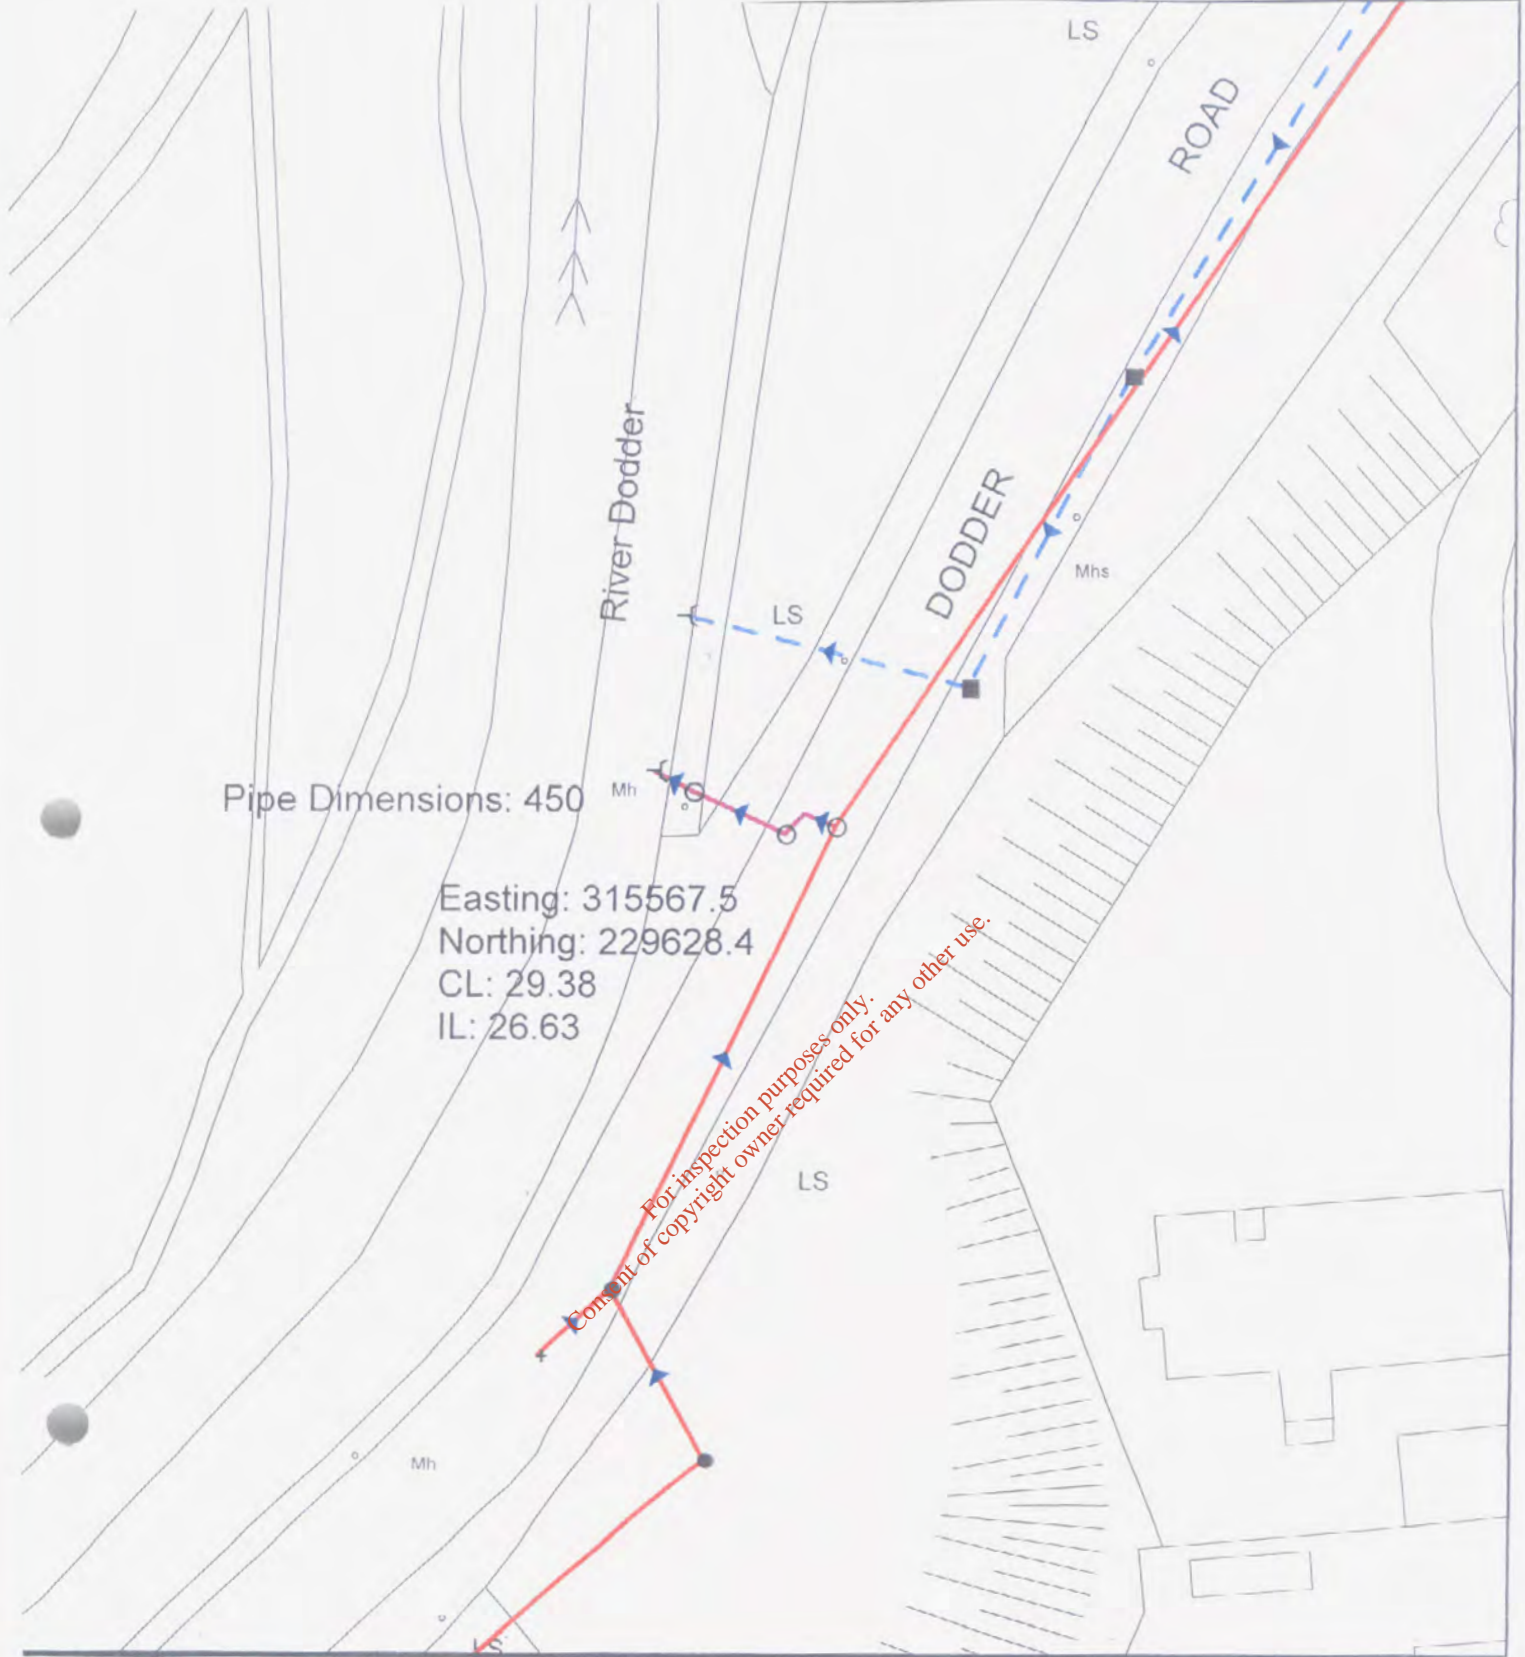 LS
ROAD
River Dodder
DODDER
Mhs
LS
Pipe Dimensions: 450
Mh
Easting: 315567.5
Northing: 229628.4
CL: 29.38
IL: 26.63
For inspection purposes only.
Consent of copyright owner required for any other use.
LS
Mh
LS